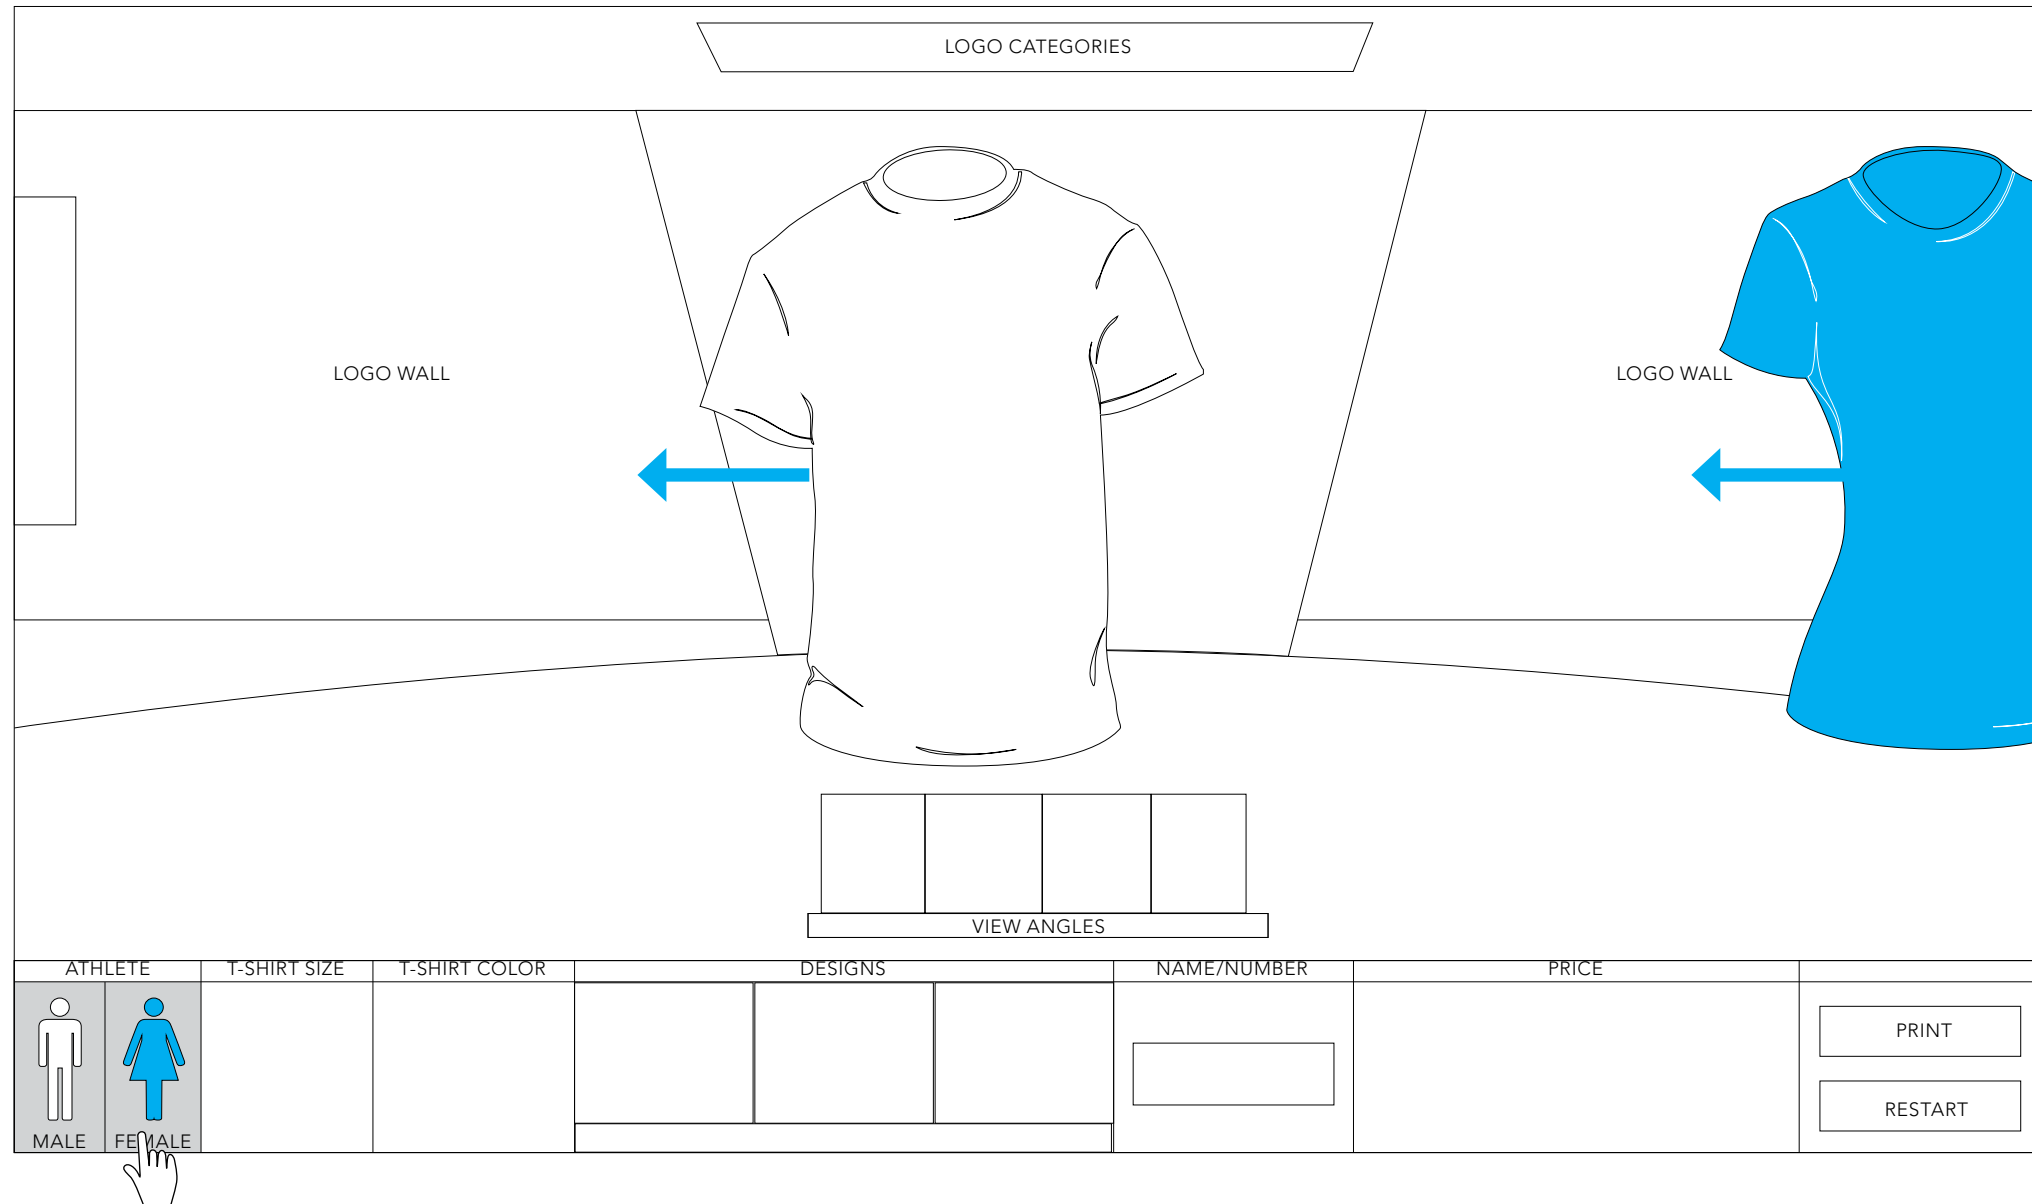 LOGO CATEGORIES
LOGO WALL
LOGO WALL
VIEW ANGLES
ATHLETE
T-SHIRT SIZE
T-SHIRT COLOR
DESIGNS
NAME/NUMBER
PRICE
PRINT
RESTART
MALE
FEMALE